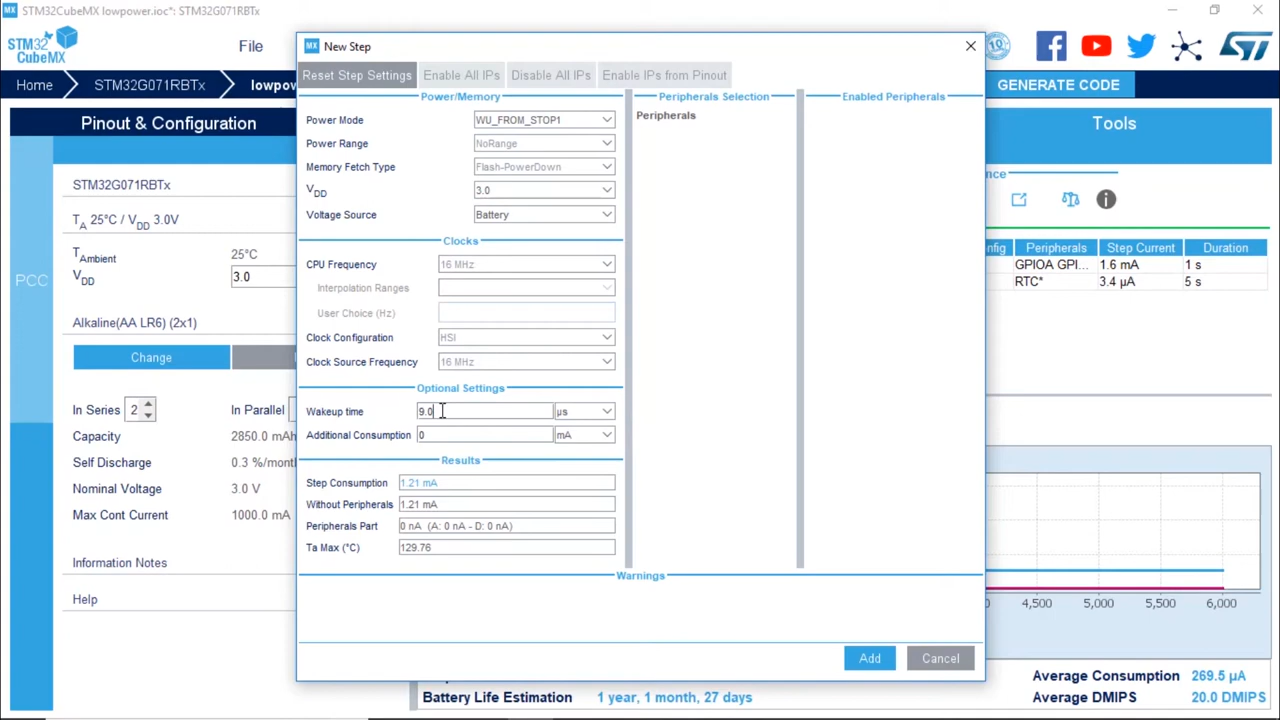 MX STM32CubeMX lowpower.ioc*: STM32G071RBTx
STM32
CubeMX
File
10
ST
Home
STM32G071RBTx
lowpow
GENERATE CODE
Pinout & Configuration
Tools
PCC
STM32G071RBTx
TA 25°C / VDD 3.0V
TAmbient 25°C
VDD 3.0
Alkaline(AA LR6) (2x1)
Change
In Series 2 In Parallel
Capacity 2850.0 mAh
Self Discharge 0.3 %/month
Nominal Voltage 3.0 V
Max Cont Current 1000.0 mA
Information Notes
Help
MX New Step
Reset Step Settings Enable All IPs Disable All IPs Enable IPs from Pinout
Power/Memory
Power Mode WU_FROM_STOP1
Power Range NoRange
Memory Fetch Type Flash-PowerDown
VDD 3.0
Voltage Source Battery
Clocks
CPU Frequency 16 MHz
Interpolation Ranges
User Choice (Hz)
Clock Configuration HSI
Clock Source Frequency 16 MHz
Optional Settings
Wakeup time 9.0 µs
Additional Consumption 0 mA
Results
Step Consumption 1.21 mA
Without Peripherals 1.21 mA
Peripherals Part 0 nA (A: 0 nA - D: 0 nA)
Ta Max (°C) 129.76
Peripherals Selection
Peripherals
Enabled Peripherals
Warnings
Add Cancel
nce
nfig Peripherals Step Current Duration
GPIOA GPI... 1.6 mA 1 s
RTC* 3.4 µA 5 s
4,500 5,000 5,500 6,000
Battery Life Estimation 1 year, 1 month, 27 days
Average Consumption 269.5 µA
Average DMIPS 20.0 DMIPS